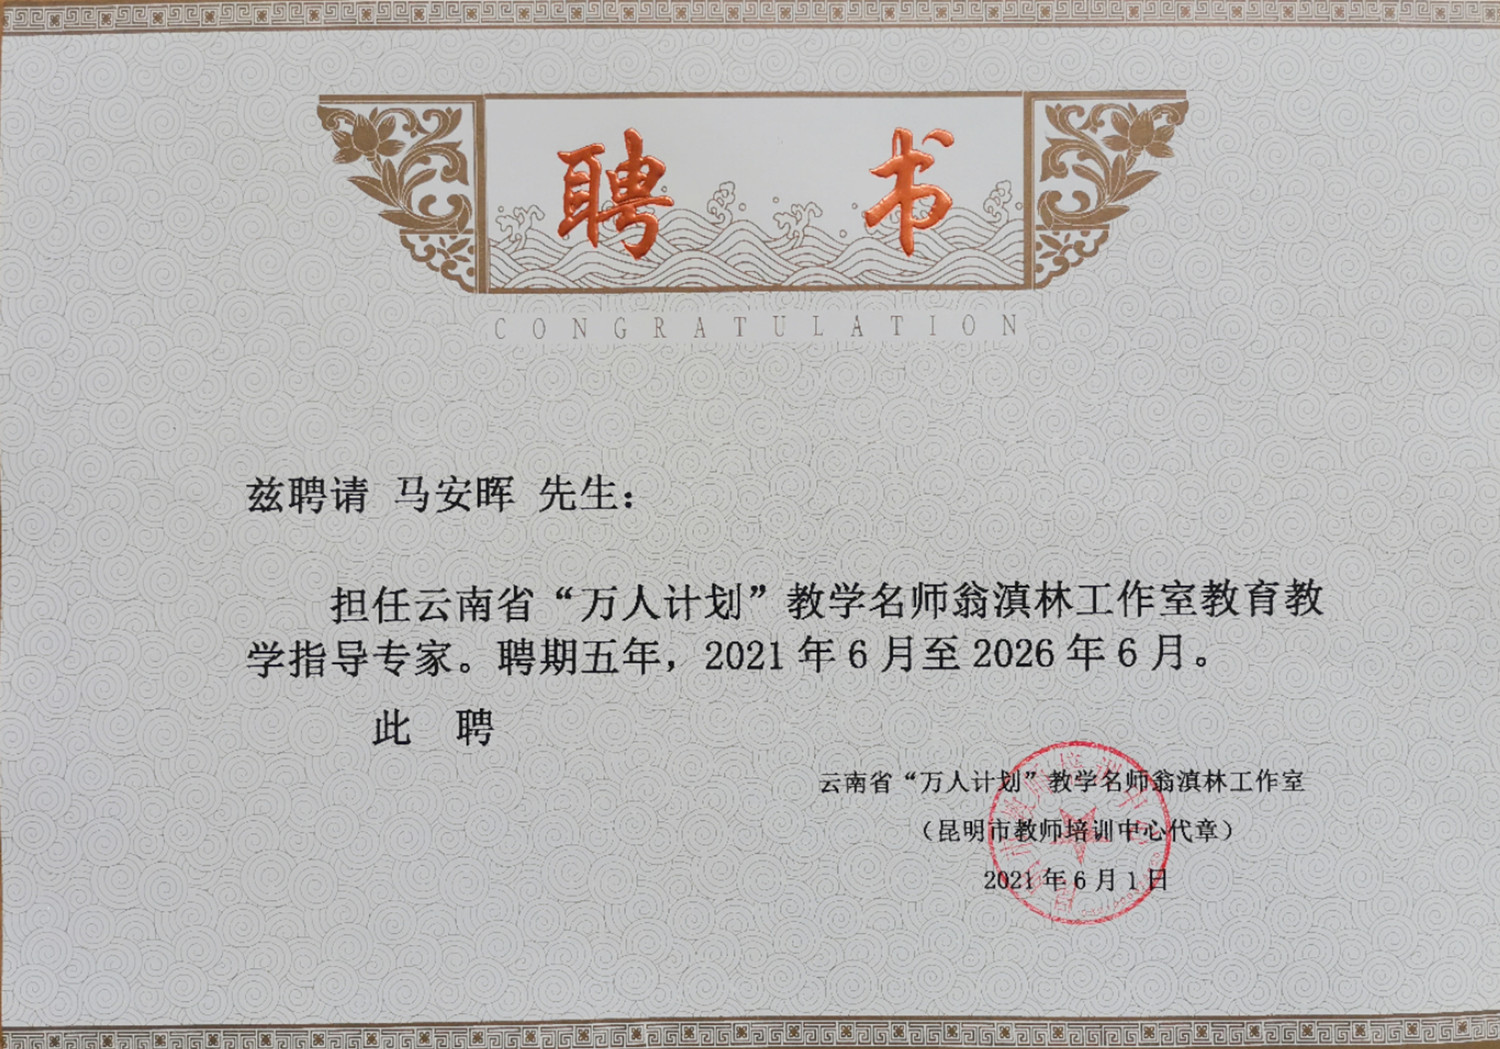 聘书
CONGRATULATION
兹聘请 马安晖 先生：
担任云南省“万人计划”教学名师翁滇林工作室教育教
学指导专家。聘期五年，2021年6月至2026年6月。
此 聘
云南省“万人计划”教学名师翁滇林工作室
（昆明市教师培训中心代章）
2021年6月1日